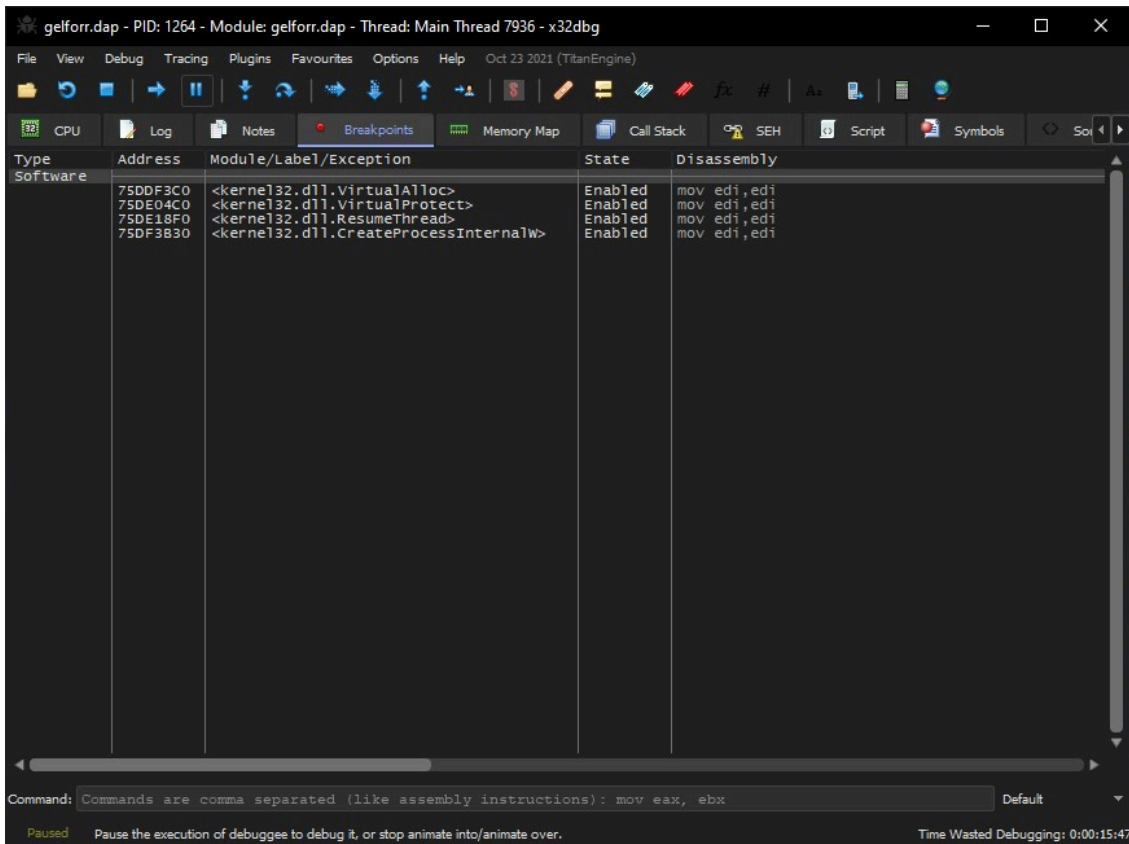 gelforr.dap - PID: 1264 - Module: gelforr.dap - Thread: Main Thread 7936 - x32dbg
File View Debug Tracing Plugins Favourites Options Help Oct 23 2021 (TitanEngine)
CPU Log Notes Breakpoints Memory Map Call Stack SEH Script Symbols
Type Address Module/Label/Exception State Disassembly
Software
75DDF3C0 <kernel32.dll.VirtualAlloc> Enabled mov edi,edi
75DE04C0 <kernel32.dll.VirtualProtect> Enabled mov edi,edi
75DE18F0 <kernel32.dll.ResumeThread> Enabled mov edi,edi
75DF3B30 <kernel32.dll.CreateProcessInternalW> Enabled mov edi,edi
Command: Commands are comma separated (like assembly instructions): mov eax, ebx Default
Paused Pause the execution of debuggee to debug it, or stop animate into/animate over. Time Wasted Debugging: 0:00:15:47